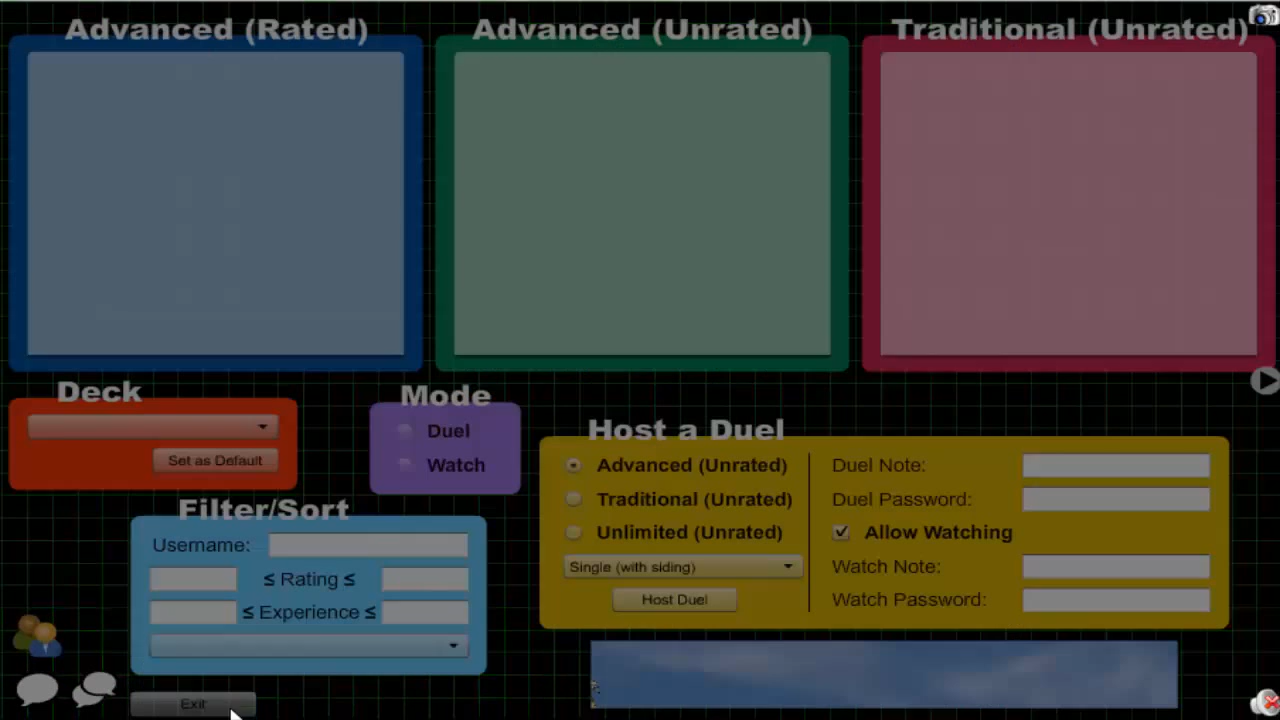 Advanced (Rated)
Advanced (Unrated)
Traditional (Unrated)
Deck
Set as Default
Mode
Duel
Watch
Filter/Sort
Username:
≤ Rating ≤
≤ Experience ≤
Exit
Host a Duel
Advanced (Unrated)
Traditional (Unrated)
Unlimited (Unrated)
Single (with siding)
Host Duel
Duel Note:
Duel Password:
Allow Watching
Watch Note:
Watch Password: